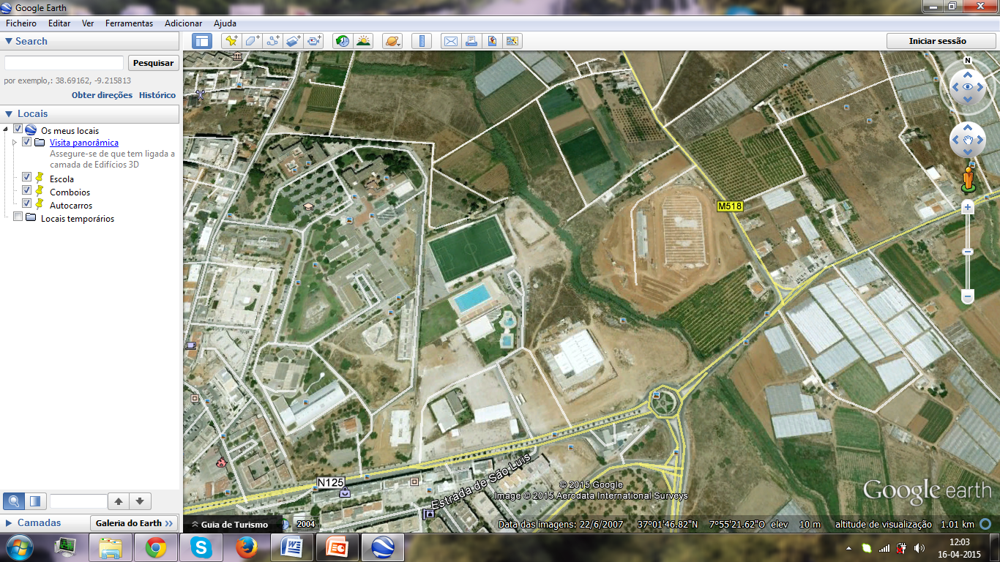 Google Earth
Ficheiro Editar Ver Ferramentas Adicionar Ajuda
Search
Pesquisar
por exemplo,: 38.69162, -9.215813
Obter direções Histórico
Locais
Os meus locais
Visita panorâmica
Assegure-se de que tem ligada a
camada de Edifícios 3D
Escola
Comboios
Autocarros
Locais temporários
Camadas
Galeria do Earth
Iniciar sessão
N
M518
N125
Estrada de São Luis
© 2015 Google
Image © 2015 Aerodata International Surveys
Google earth
Guia de Turismo
2004
Data das imagens: 22/6/2007 37°01'46.82"N 7°55'21.62"O elev 10 m altitude de visualização 1.01 km
12:03
16-04-2015